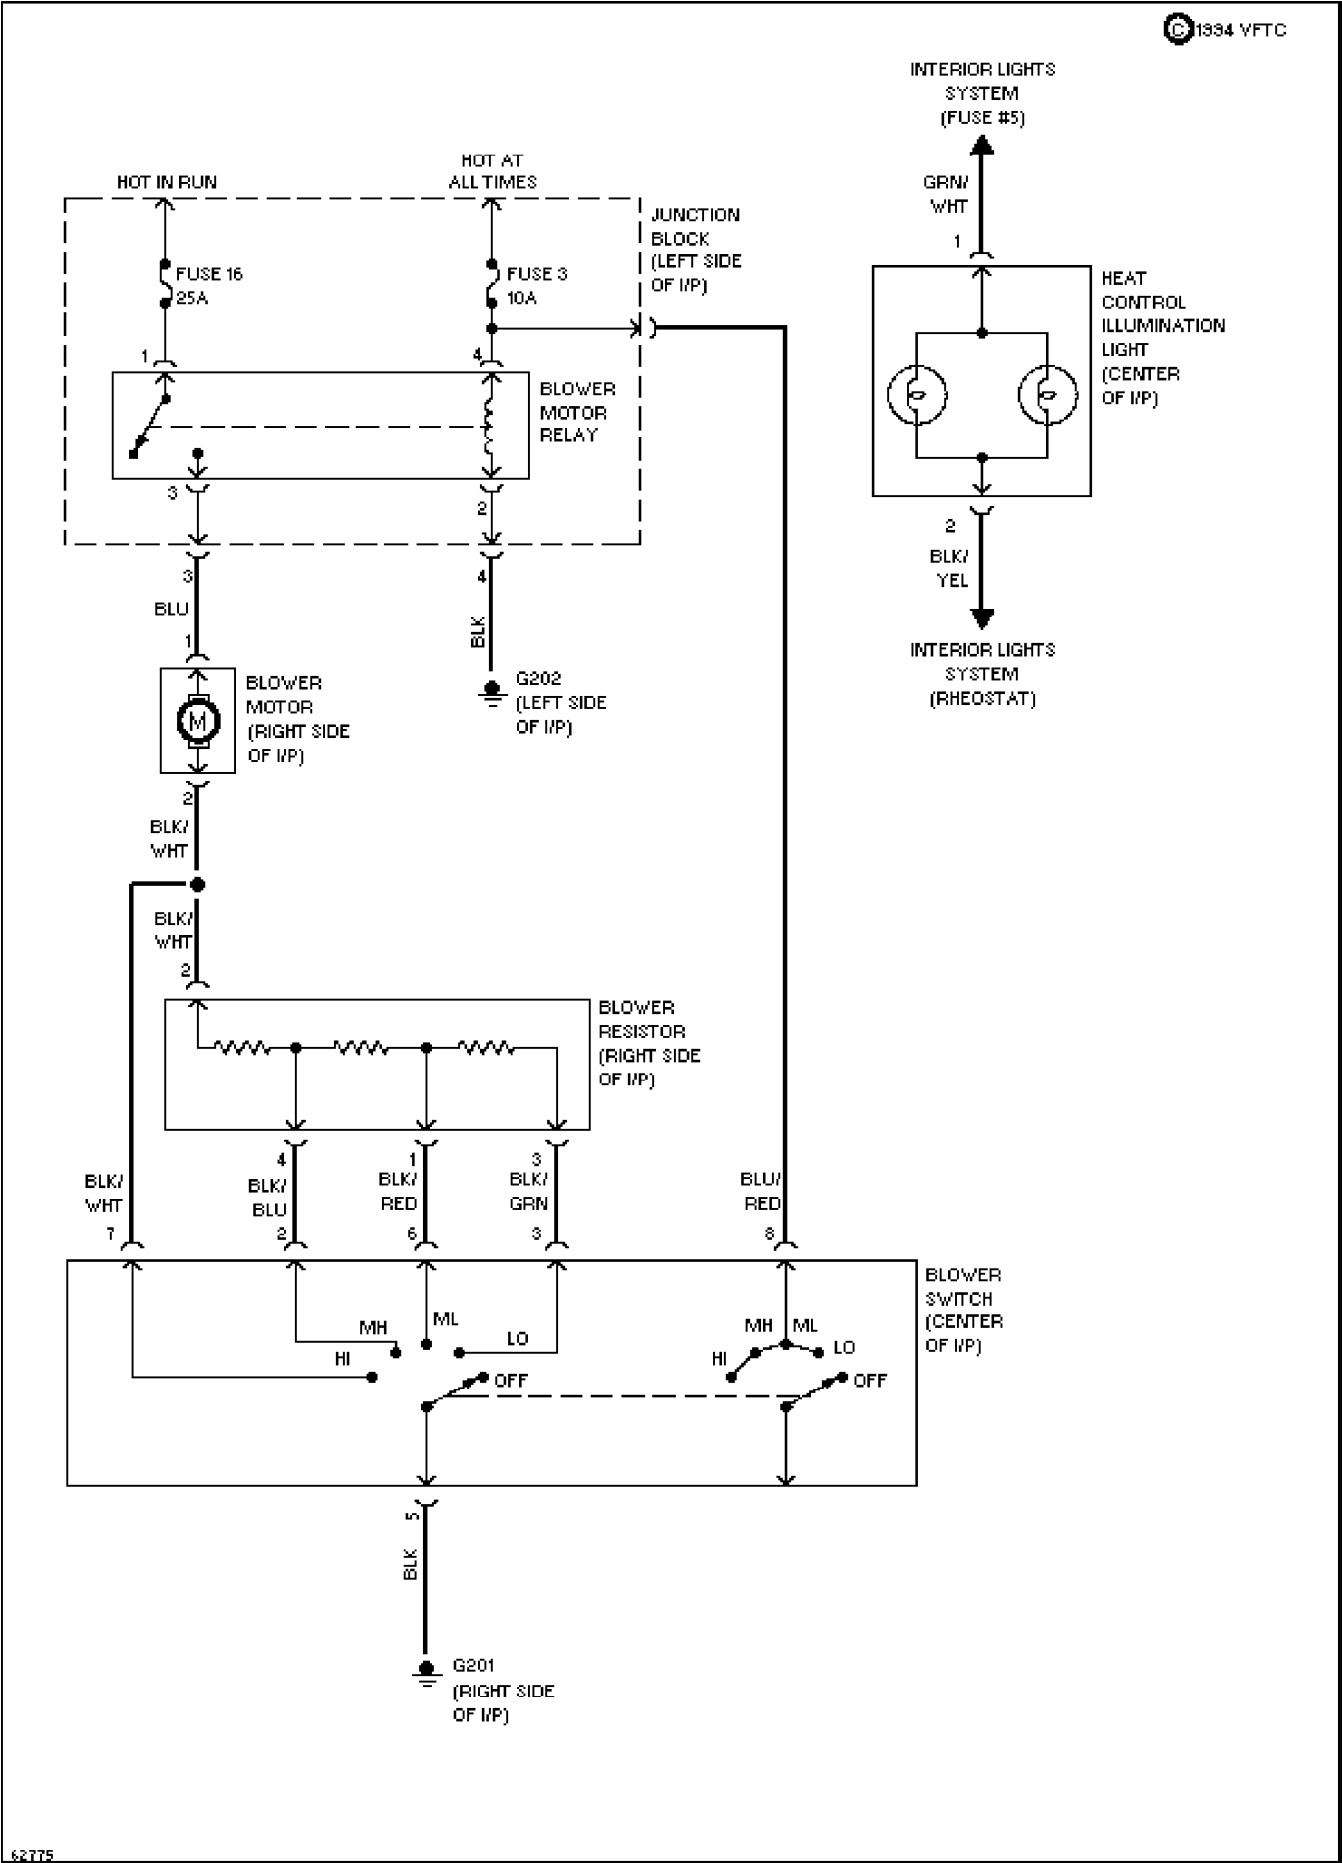 © 1994 VFTC
INTERIOR LIGHTS
SYSTEM
(FUSE #5)
HOT IN RUN
HOT AT
ALL TIMES
JUNCTION
BLOCK
(LEFT SIDE
OF I/P)
FUSE 16
25A
FUSE 3
10A
GRN/
WHT
1
HEAT
CONTROL
ILLUMINATION
LIGHT
(CENTER
OF I/P)
1
4
BLOWER
MOTOR
RELAY
3
2
2
BLK/
YEL
INTERIOR LIGHTS
SYSTEM
(RHEOSTAT)
3
BLU
1
4
BLK
G202
(LEFT SIDE
OF I/P)
BLOWER
MOTOR
(RIGHT SIDE
OF I/P)
M
2
BLK/
WHT
BLK/
WHT
2
BLOWER
RESISTOR
(RIGHT SIDE
OF I/P)
4
1
3
BLK/
WHT
7
BLK/
BLU
2
BLK/
RED
6
BLK/
GRN
3
BLU/
RED
8
BLOWER
SWITCH
(CENTER
OF I/P)
HI
MH
ML
LO
OFF
HI
MH
ML
LO
OFF
5
BLK
G201
(RIGHT SIDE
OF I/P)
62775